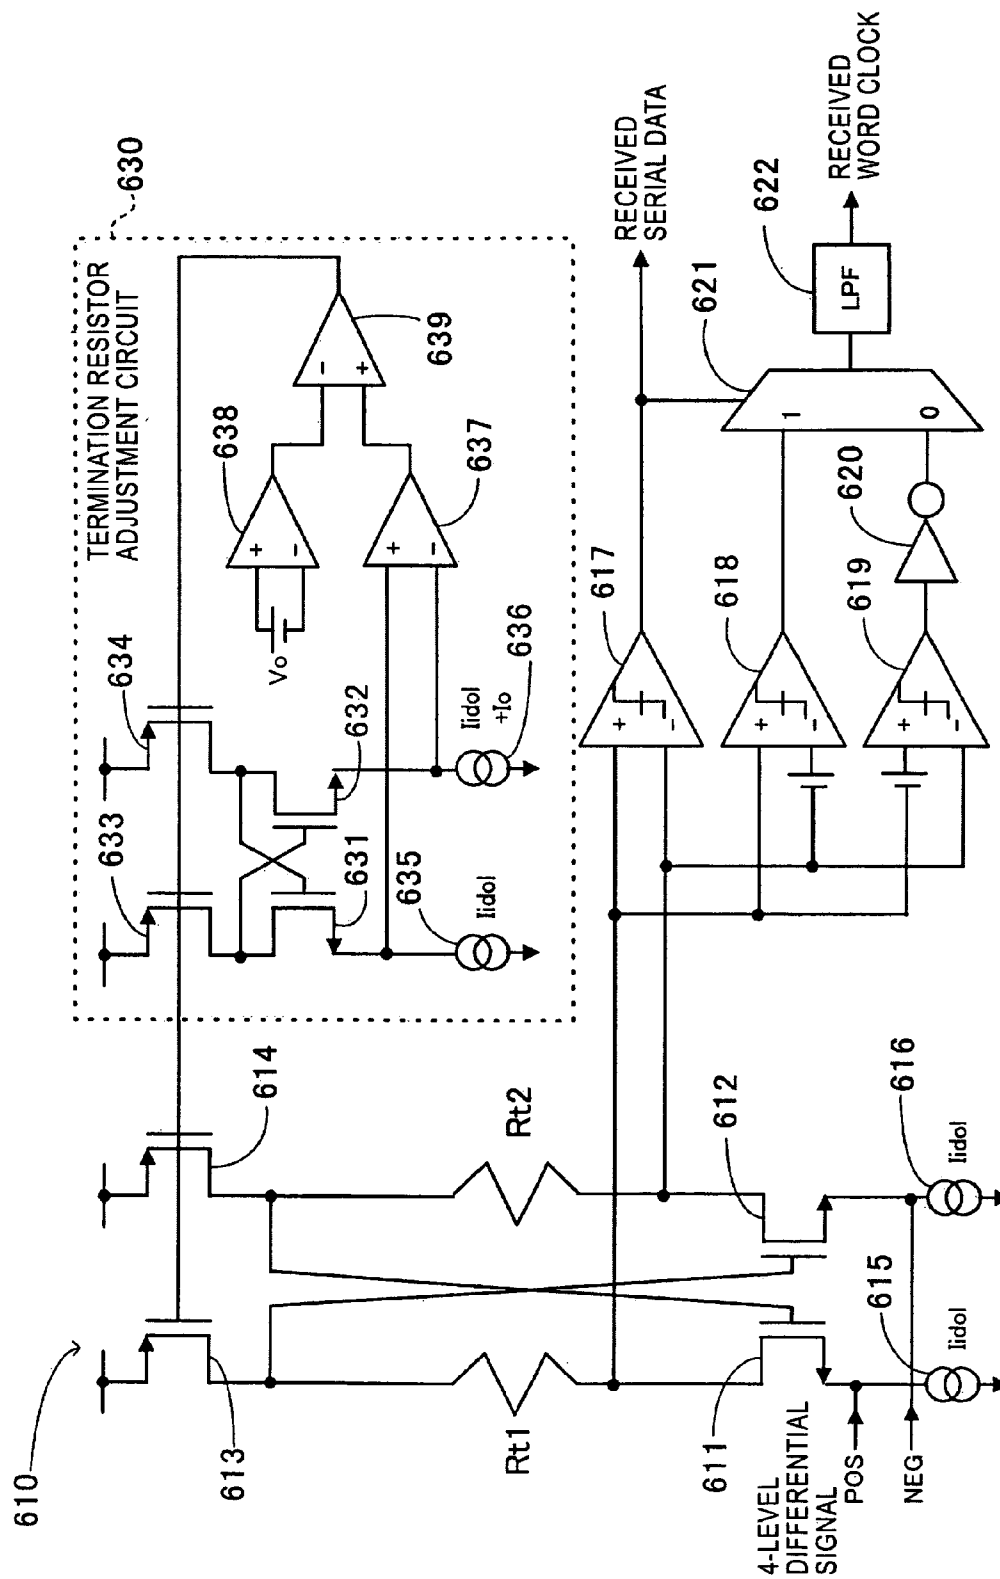 610
613
614
Rt1
Rt2
611
612
4-LEVEL
DIFFERENTIAL
SIGNAL
POS
NEG
615
616
Iidol
Iidol
TERMINATION RESISTOR
ADJUSTMENT CIRCUIT
630
633
634
631
632
635
636
Iidol
Iidol
+Io
Vo
+
-
638
+
-
637
-
+
639
617
+
-
618
+
-
619
+
-
620
621
1
0
622
LPF
RECEIVED
SERIAL DATA
RECEIVED
WORD CLOCK